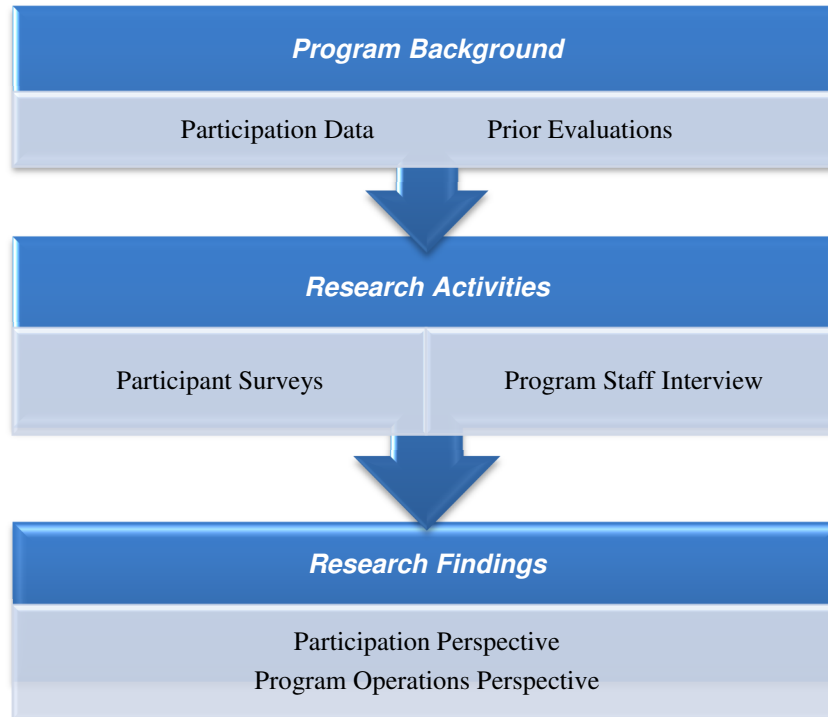 Program Background
Participation Data Prior Evaluations
Research Activities
Participant Surveys Program Staff Interview
Research Findings
Participation Perspective
Program Operations Perspective